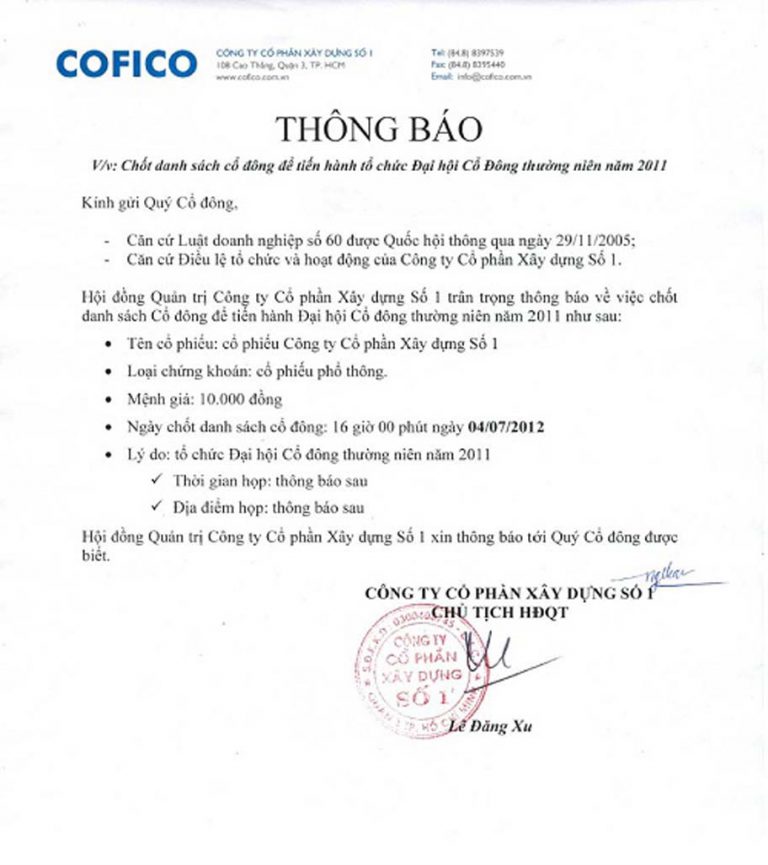 COFICO
CÔNG TY CỔ PHẦN XÂY DỰNG SỐ 1
108 Cao Thắng, Quận 3, TP. HCM
www.cofico.com.vn
Tel: (84.8) 8397539
Fax: (84.8) 8395440
Email: info@cofico.com.vn
THÔNG BÁO
V/v: Chốt danh sách cổ đông để tiến hành tổ chức Đại hội Cổ Đông thường niên năm 2011
Kính gửi Quý Cổ đông,
- Căn cứ Luật doanh nghiệp số 60 được Quốc hội thông qua ngày 29/11/2005;
- Căn cứ Điều lệ tổ chức và hoạt động của Công ty Cổ phần Xây dựng Số 1.
Hội đồng Quản trị Công ty Cổ phần Xây dựng Số 1 trân trọng thông báo về việc chốt
danh sách Cổ đông để tiến hành Đại hội Cổ đông thường niên năm 2011 như sau:
• Tên cổ phiếu: cổ phiếu Công ty Cổ phần Xây dựng Số 1
• Loại chứng khoán: cổ phiếu phổ thông.
• Mệnh giá: 10.000 đồng
• Ngày chốt danh sách cổ đông: 16 giờ 00 phút ngày 04/07/2012
• Lý do: tổ chức Đại hội Cổ đông thường niên năm 2011
✓ Thời gian họp: thông báo sau
✓ Địa điểm họp: thông báo sau
Hội đồng Quản trị Công ty Cổ phần Xây dựng Số 1 xin thông báo tới Quý Cổ đông được
biết.
CÔNG TY CỔ PHẦN XÂY DỰNG SỐ 1
CHỦ TỊCH HĐQT
CÔNG TY
CỔ PHẦN
XÂY DỰNG
SỐ 1
QUẬN 3 TP. HỒ CHÍ MINH
Lê Đăng Xu